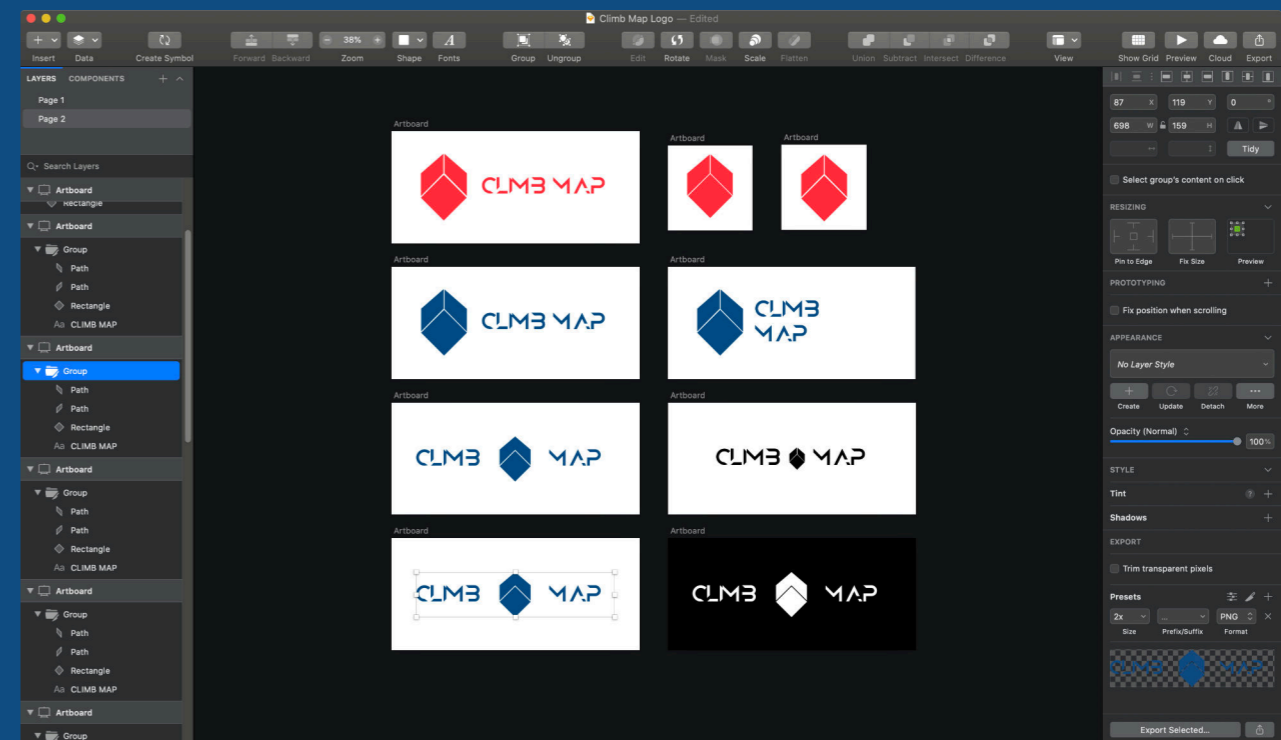 Climb Map Logo — Edited
38%
Insert Data Create Symbol Forward Backward Zoom Shape Fonts Group Ungroup Edit Rotate Mask Scale Flatten Union Subtract Intersect Difference View Show Grid Preview Cloud Export
LAYERS COMPONENTS
Page 1
Page 2
Search Layers
Artboard
Rectangle
Artboard
Group
Path
Path
Rectangle
Aa CLIMB MAP
Artboard
Group
Path
Path
Rectangle
Aa CLIMB MAP
Artboard
Group
Path
Path
Rectangle
Aa CLIMB MAP
Artboard
Group
Path
Path
Rectangle
Aa CLIMB MAP
Artboard
Group
Artboard
CLIMB MAP
Artboard
Artboard
Artboard
CLIMB MAP
Artboard
CLIMB
MAP
Artboard
CLIMB MAP
Artboard
CLIMB MAP
Artboard
CLIMB MAP
Artboard
CLIMB MAP
87 X 119 Y 0 °
698 W 159 H
Tidy
Select group's content on click
RESIZING
Pin to Edge Fix Size Preview
PROTOTYPING
Fix position when scrolling
APPEARANCE
No Layer Style
Create Update Detach More
Opacity (Normal)
100%
STYLE
Tint
Shadows
EXPORT
Trim transparent pixels
Presets
2x ... PNG
Size Prefix/Suffix Format
CLIMB MAP
Export Selected...